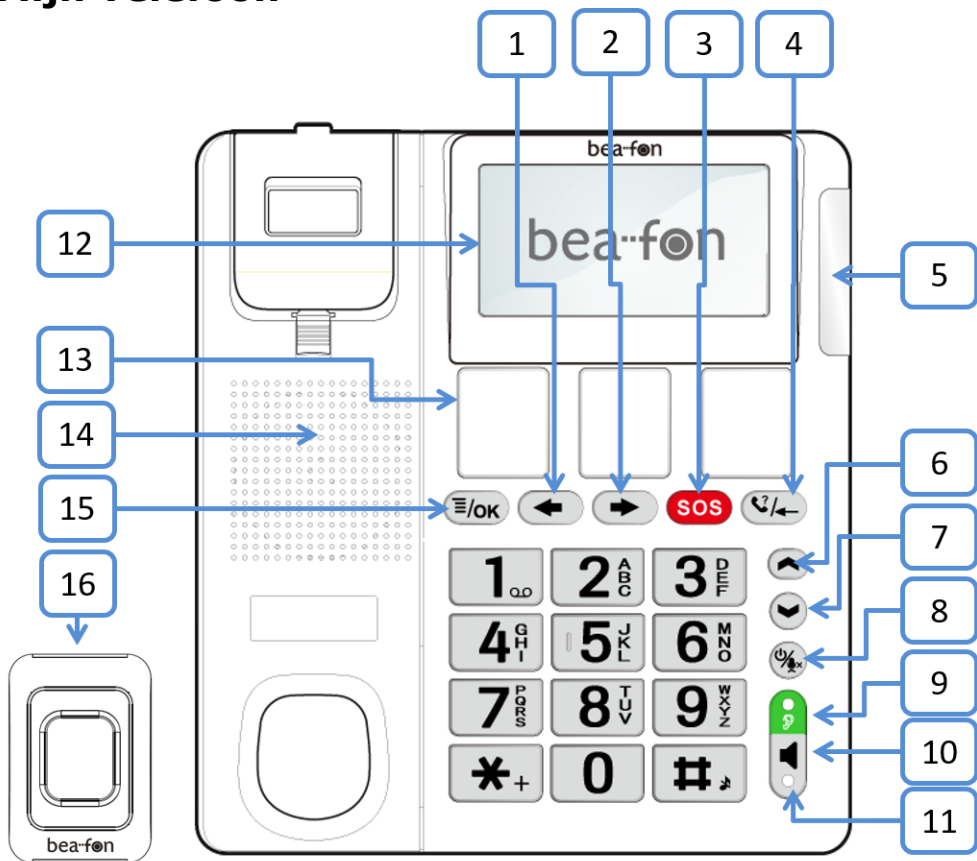 Mijn Telefoon
1
2
3
4
bea-fon
bea-fon
12
5
13
14
6
15
≡/OK
SOS
?/
7
16
1
2 ABC
3 DEF
8
4 GHI
5 JKL
6 MNO
9
7 PQRS
8 TUV
9 WXYZ
10
*+
0
#
11
bea-fon